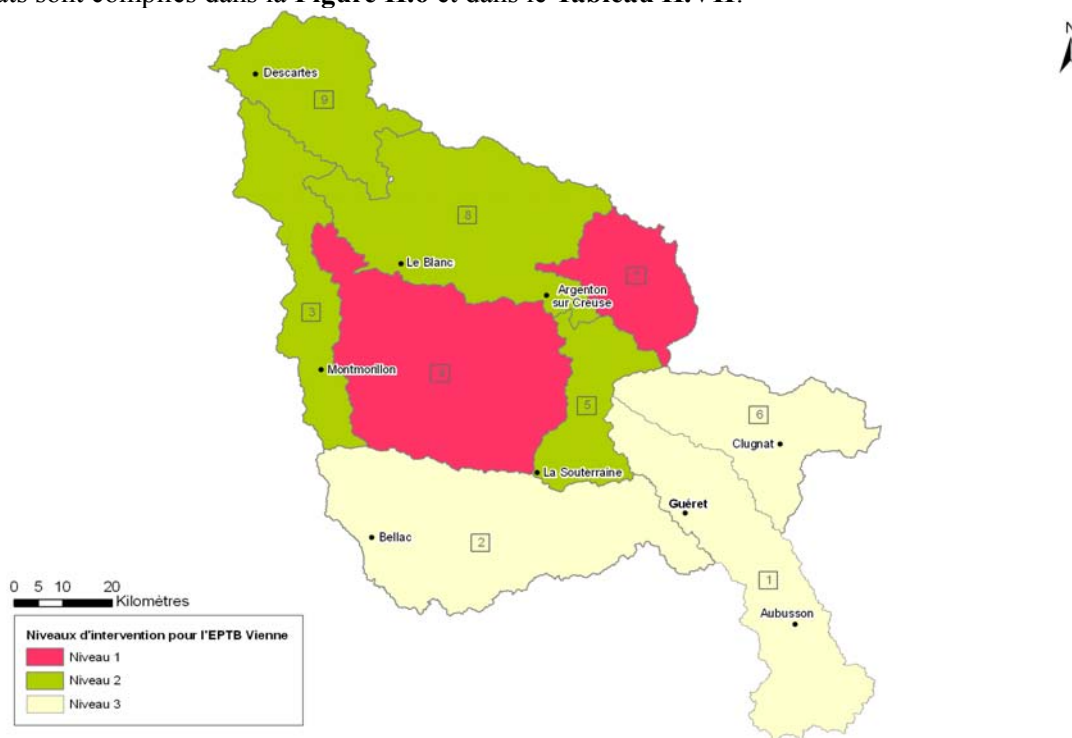 ats sont compilés dans la Figure II.6 et dans le Tableau II.VII.
N
Descartes
9
8
Le Blanc
Argenton
sur Creuse
3
Montmorillon
5
6
Clugnat
La Souterraine
Guéret
Bellac
2
1
Aubusson
0 5 10 20
Kilomètres
Niveaux d'intervention pour l'EPTB Vienne
Niveau 1
Niveau 2
Niveau 3